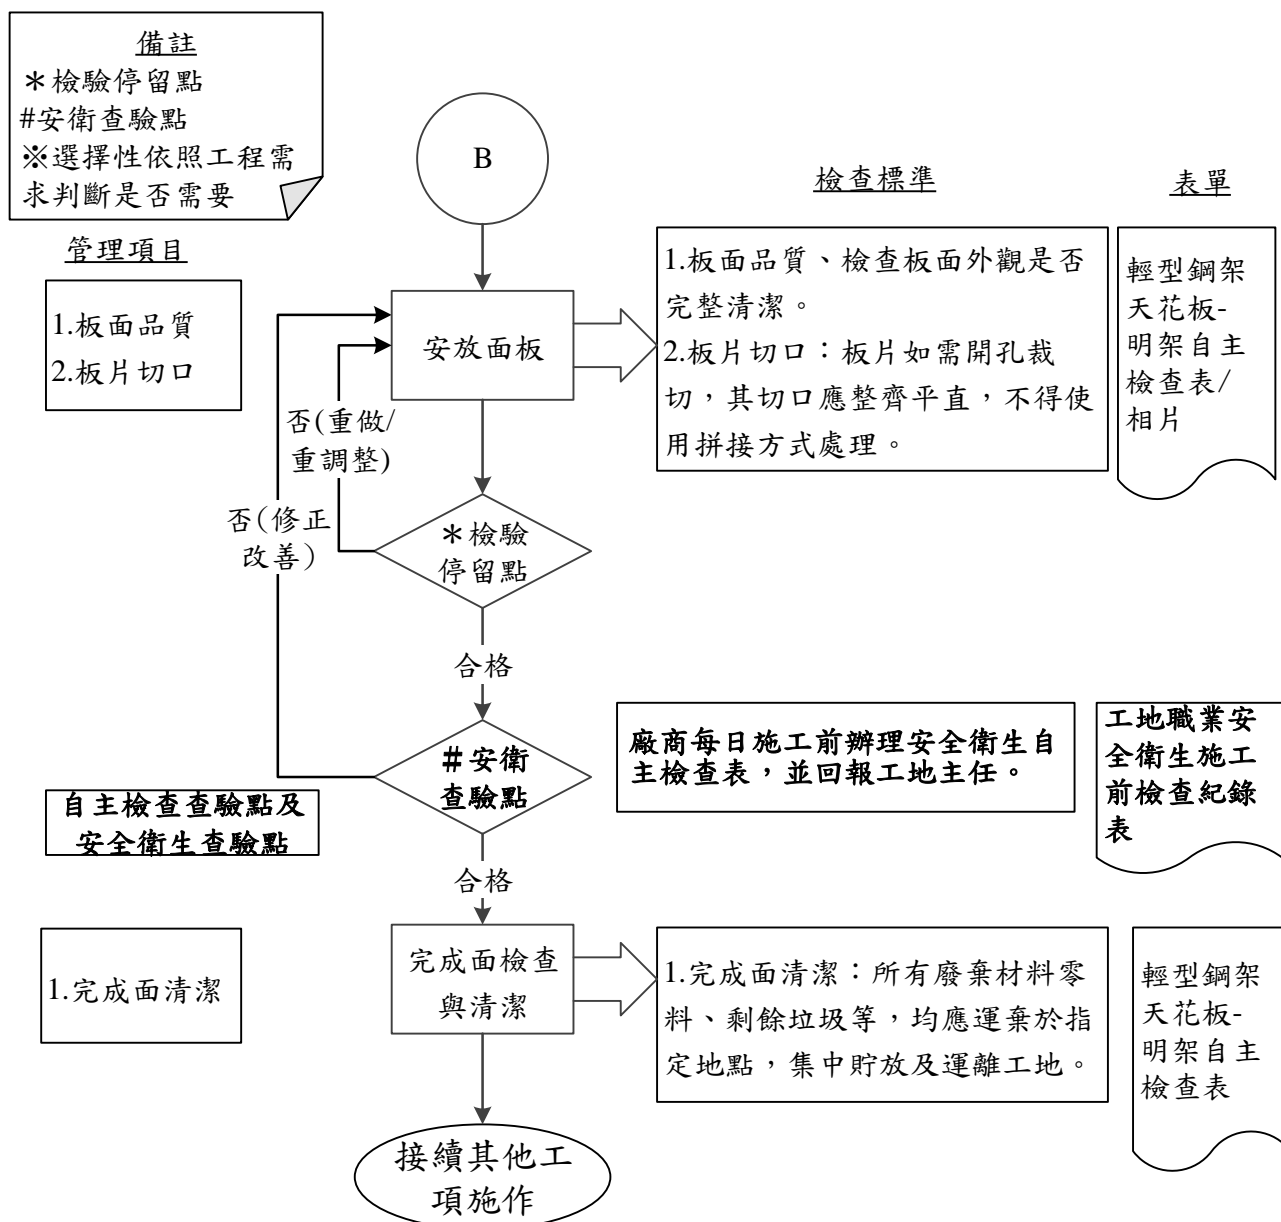 備註
＊檢驗停留點
#安衛查驗點
※選擇性依照工程需
求判斷是否需要
B
管理項目
檢查標準
表單
1.板面品質
2.板片切口
安放面板
1.板面品質、檢查板面外觀是否
完整清潔。
2.板片切口：板片如需開孔裁
切，其切口應整齊平直，不得使
用拼接方式處理。
輕型鋼架
天花板-
明架自主
檢查表/
相片
否(重做/
重調整)
否(修正
改善)
＊檢驗
停留點
合格
＃安衛
查驗點
自主檢查查驗點及
安全衛生查驗點
廠商每日施工前辦理安全衛生自
主檢查表，並回報工地主任。
工地職業安
全衛生施工
前檢查紀錄
表
合格
1.完成面清潔
完成面檢查
與清潔
1.完成面清潔：所有廢棄材料零
料、剩餘垃圾等，均應運棄於指
定地點，集中貯放及運離工地。
輕型鋼架
天花板-
明架自主
檢查表
接續其他工
項施作